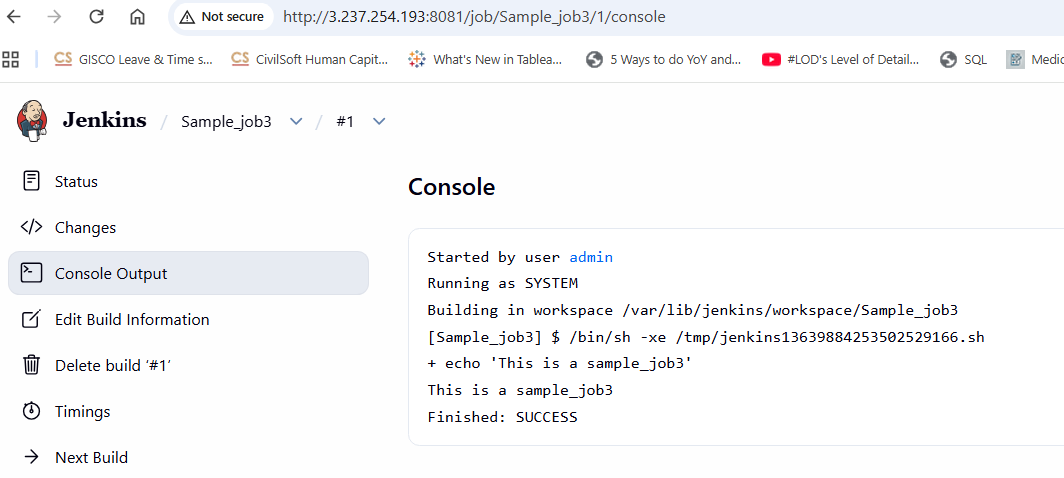 Not secure http://3.237.254.193:8081/job/Sample_job3/1/console
CS GISCO Leave & Time s... CS CivilSoft Human Capit... What's New in Tablea... 5 Ways to do YoY and... #LOD's Level of Detail... SQL Medic
Jenkins / Sample_job3 / #1
Status
Changes
Console Output
Edit Build Information
Delete build ‘#1’
Timings
Next Build
Console
Started by user admin
Running as SYSTEM
Building in workspace /var/lib/jenkins/workspace/Sample_job3
[Sample_job3] $ /bin/sh -xe /tmp/jenkins13639884253502529166.sh
+ echo 'This is a sample_job3'
This is a sample_job3
Finished: SUCCESS